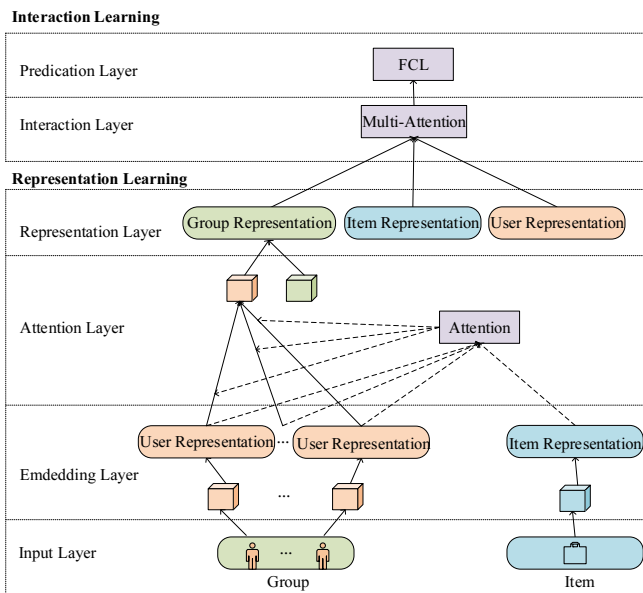 Interaction Learning
Predication Layer
FCL
Interaction Layer
Multi-Attention
Representation Learning
Representation Layer
Group Representation
Item Representation
User Representation
Attention Layer
Attention
Emdedding Layer
User Representation
...
User Representation
Item Representation
...
Input Layer
...
Group
Item